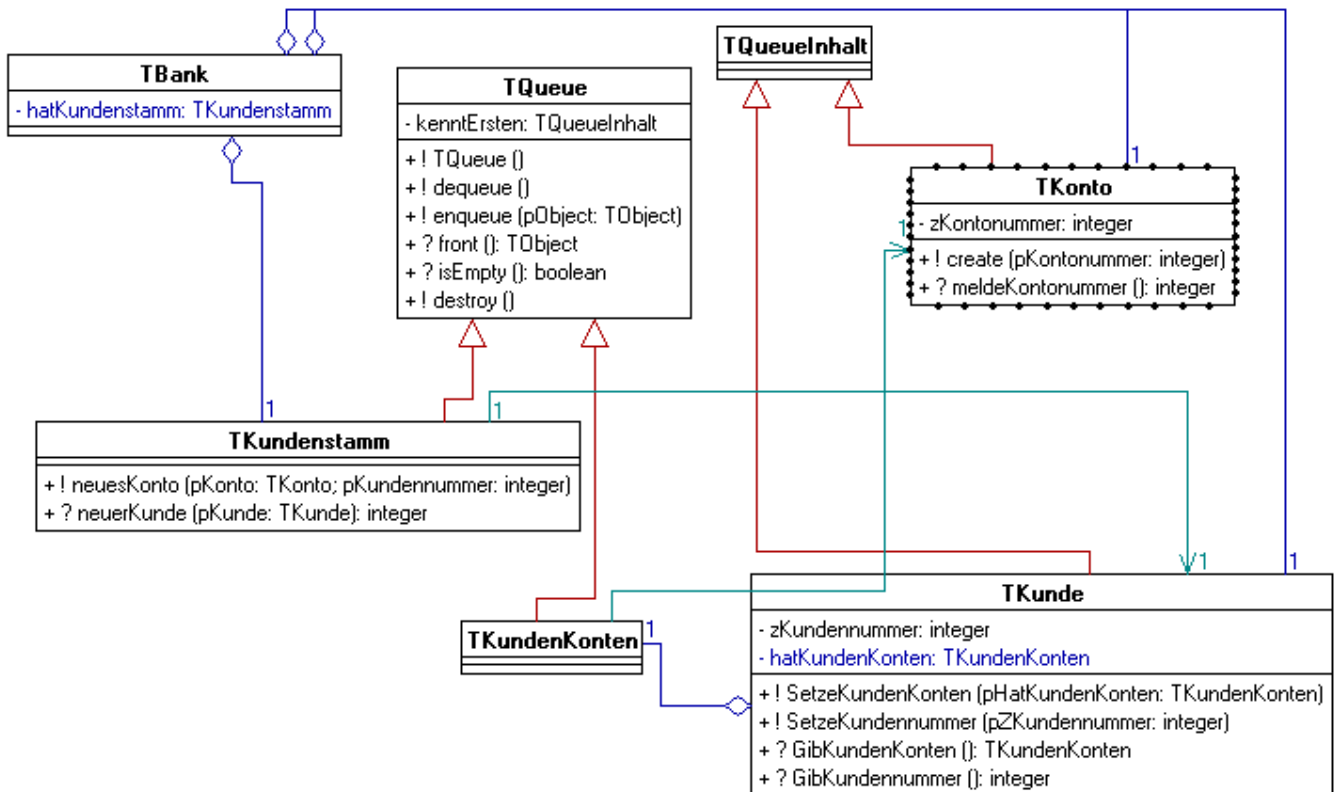 TBank
- hatKundenstamm: TKundenstamm
TQueue
- kenntErsten: TQueueInhalt
+ ! TQueue ()
+ ! dequeue ()
+ ! enqueue (pObject: TObject)
+ ? front (): TObject
+ ? isEmpty (): boolean
+ ! destroy ()
TQueueInhalt
1
TKonto
- zKontonummer: integer
+ ! create (pKontonummer: integer)
+ ? meldeKontonummer (): integer
1
1
1
TKundenstamm
+ ! neuesKonto (pKonto: TKonto; pKundennummer: integer)
+ ? neuerKunde (pKunde: TKunde): integer
TKundenKonten
1
1
1
TKunde
- zKundennummer: integer
- hatKundenKonten: TKundenKonten
+ ! SetzeKundenKonten (pHatKundenKonten: TKundenKonten)
+ ! SetzeKundennummer (pZKundennummer: integer)
+ ? GibKundenKonten (): TKundenKonten
+ ? GibKundennummer (): integer